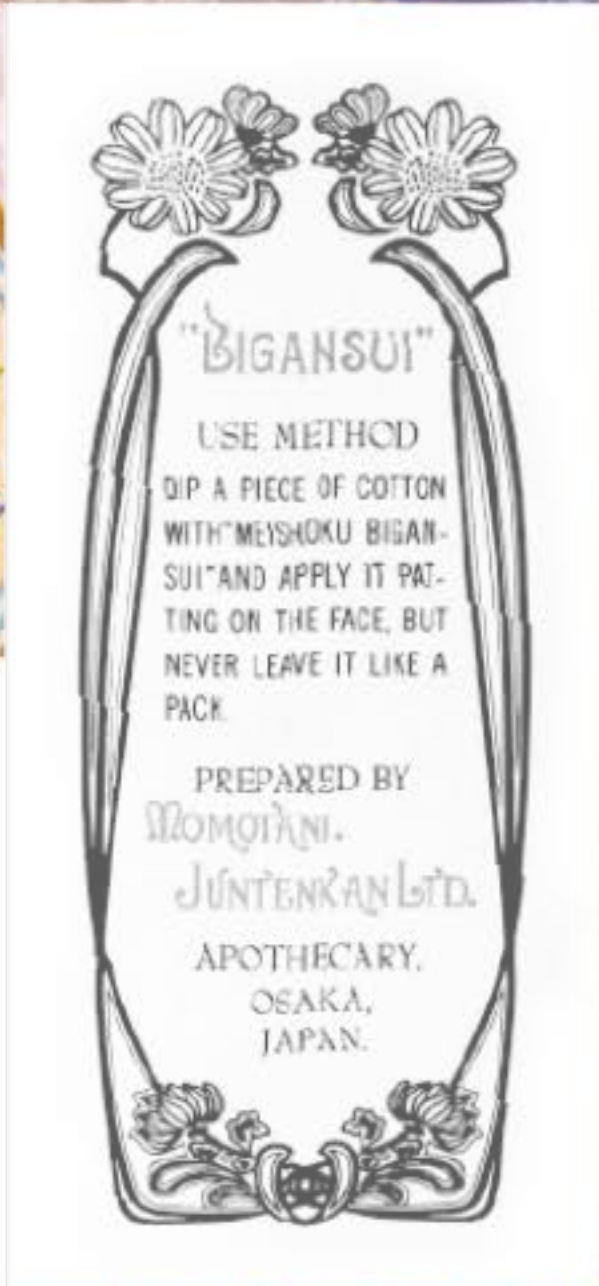 "BIGANSUI"
USE METHOD
DIP A PIECE OF COTTON
WITH"MEISHOKU BIGAN-
SUI"AND APPLY IT PAT-
TING ON THE FACE, BUT
NEVER LEAVE IT LIKE A
PACK.
PREPARED BY
MOMOTANI.
JUNTENKAN LTD.
APOTHECARY,
OSAKA,
JAPAN.